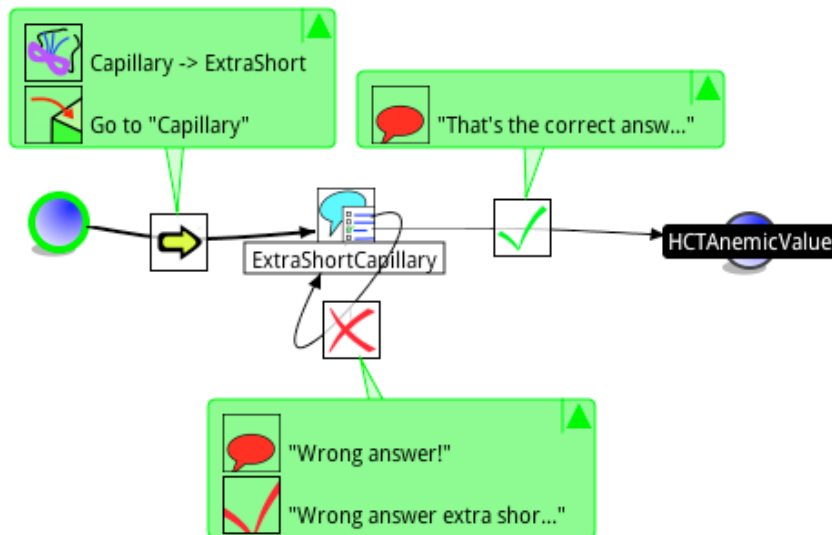 Capillary -> ExtraShort
Go to "Capillary"
"That's the correct answ..."
HCTAnemicValue
ExtraShortCapillary
"Wrong answer!"
"Wrong answer extra shor..."